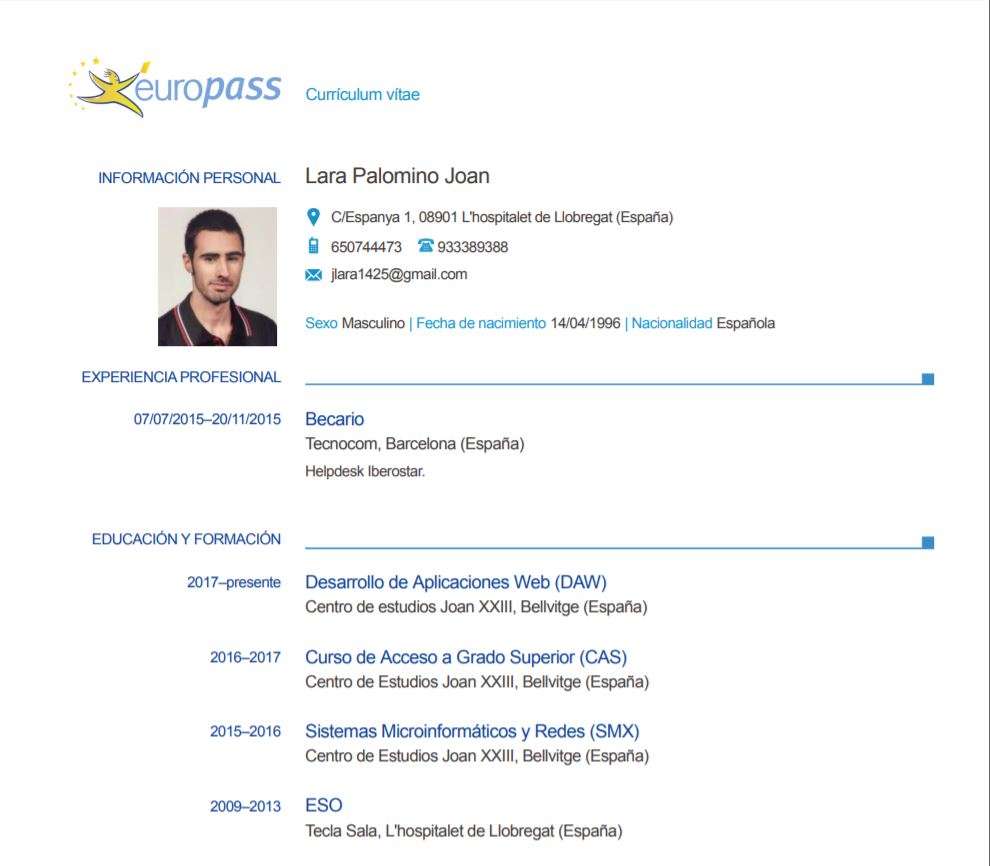 europass
Currículum vítae
INFORMACIÓN PERSONAL
Lara Palomino Joan
C/Espanya 1, 08901 L'hospitalet de Llobregat (España)
650744473 933389388
jlara1425@gmail.com
Sexo Masculino | Fecha de nacimiento 14/04/1996 | Nacionalidad Española
EXPERIENCIA PROFESIONAL
07/07/2015–20/11/2015
Becario
Tecnocom, Barcelona (España)
Helpdesk Iberostar.
EDUCACIÓN Y FORMACIÓN
2017–presente
Desarrollo de Aplicaciones Web (DAW)
Centro de estudios Joan XXIII, Bellvitge (España)
2016–2017
Curso de Acceso a Grado Superior (CAS)
Centro de Estudios Joan XXIII, Bellvitge (España)
2015–2016
Sistemas Microinformáticos y Redes (SMX)
Centro de Estudios Joan XXIII, Bellvitge (España)
2009–2013
ESO
Tecla Sala, L'hospitalet de Llobregat (España)